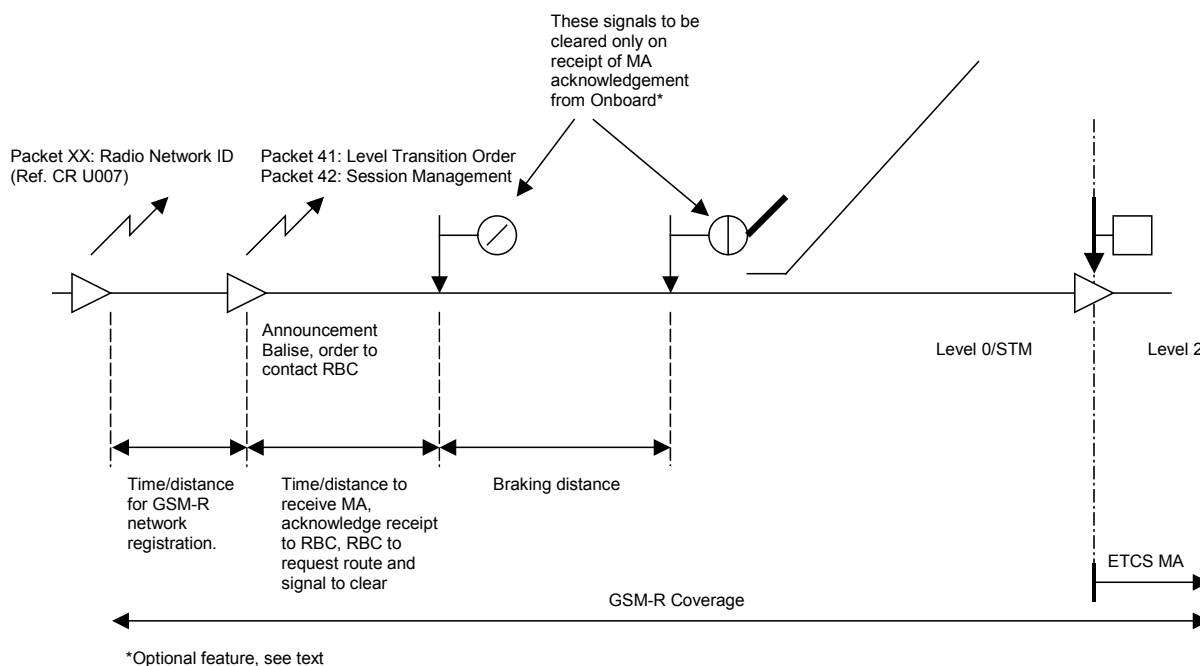 These signals to be
cleared only on
receipt of MA
acknowledgement
from Onboard*
Packet XX: Radio Network ID
(Ref. CR U007)
Packet 41: Level Transition Order
Packet 42: Session Management
Announcement
Balise, order to
contact RBC
Level 0/STM
Level 2
Time/distance
for GSM-R
network
registration.
Time/distance to
receive MA,
acknowledge receipt
to RBC, RBC to
request route and
signal to clear
Braking distance
ETCS MA
GSM-R Coverage
*Optional feature, see text